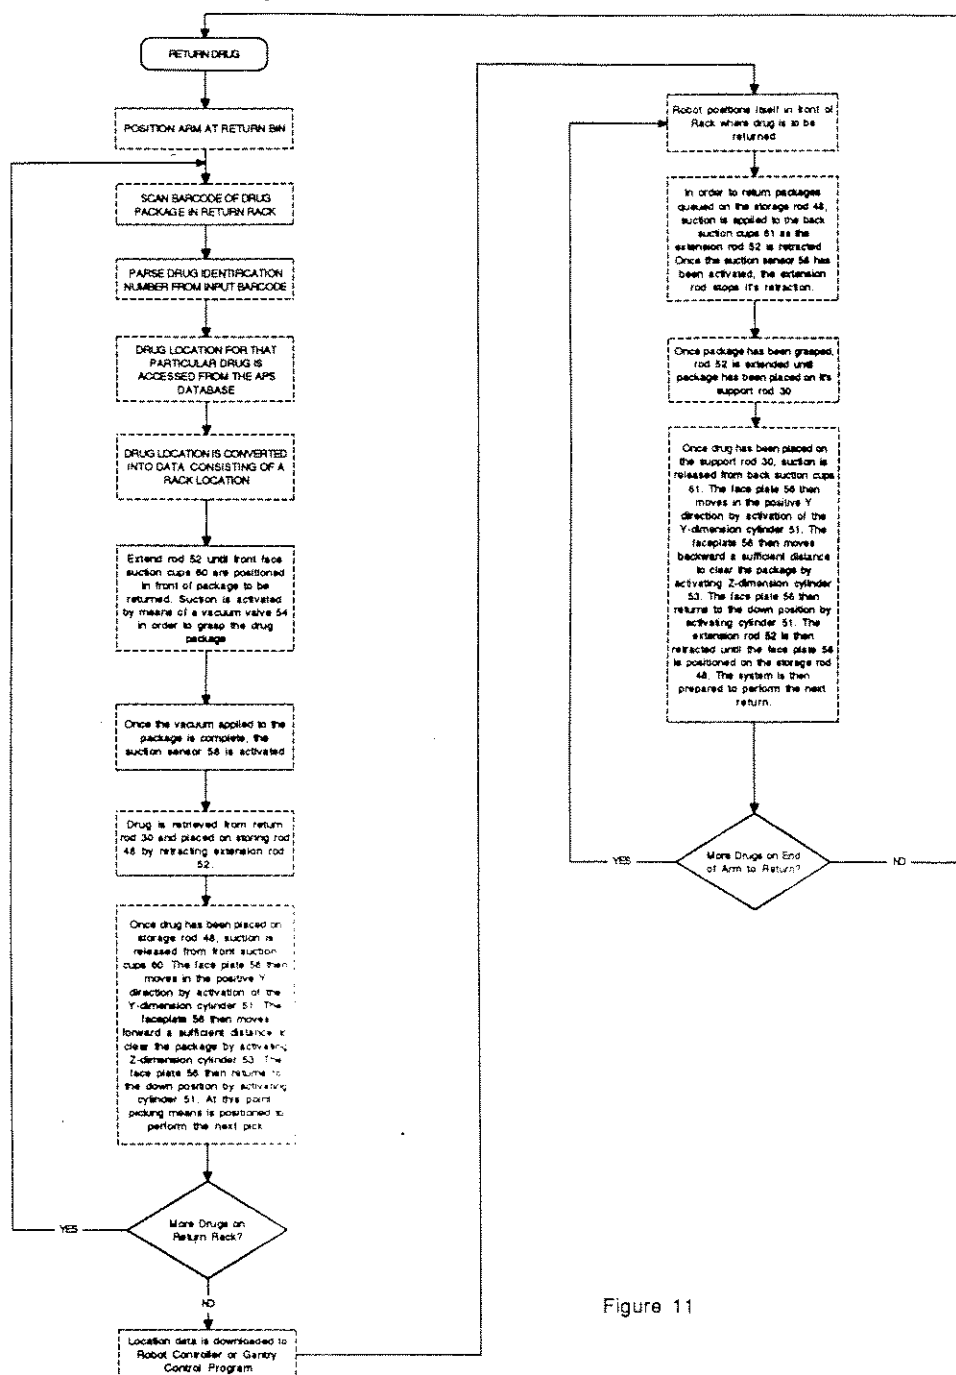 RETURN DRUG
POSITION ARM AT RETURN BIN
SCAN BARCODE OF DRUG
PACKAGE IN RETURN RACK
PARSE DRUG IDENTIFICATION
NUMBER FROM INPUT BARCODE
DRUG LOCATION FOR THAT
PARTICULAR DRUG IS
ACCESSED FROM THE APS
DATABASE
DRUG LOCATION IS CONVERTED
INTO DATA CONSISTING OF A
RACK LOCATION
Extend rod 52 until front face
suction cups 60 are positioned
in front of package to be
returned. Suction is activated
by means of a vacuum valve 54
in order to grasp the drug
package
Once the vacuum applied to the
package is complete, the
suction sensor 58 is activated
Drug is retrieved from return
rod 30 and placed on storing rod
48 by retracting extension rod
52.
Once drug has been placed on
storage rod 48, suction is
released from front suction
cups 60. The face plate 56 then
moves in the positive Y
direction by activation of the
Y-dimension cylinder 51. The
faceplate 56 then moves
forward a sufficient distance to
clear the package by activating
Z-dimension cylinder 53. The
face plate 56 then returns to
the down position by activating
cylinder 51. At this point
picking means is positioned to
perform the next pick
More Drugs on
Return Rack?
YES
NO
Location data is downloaded to
Robot Controller or Gantry
Control Program
Robot positions itself in front of
Rack where drug is to be
returned
In order to return packages
queued on the storage rod 48,
suction is applied to the back
suction cups 61 as the
extension rod 52 is retracted
Once the suction sensor 58 has
been activated, the extension
rod stops it's retraction.
Once package has been grasped,
rod 52 is extended until
package has been placed on it's
support rod 30
Once drug has been placed on
the support rod 30, suction is
released from back suction cups
61. The face plate 56 then
moves in the positive Y
direction by activation of the
Y-dimension cylinder 51. The
faceplate 56 then moves
backward a sufficient distance
to clear the package by
activating Z-dimension cylinder
53. The face plate 56 then
returns to the down position by
activating cylinder 51. The
extension rod 52 is then
retracted until the face plate 56
is positioned on the storage rod
48. The system is then
prepared to perform the next
return.
More Drugs on End
of Arm to Return?
YES
NO
Figure 11